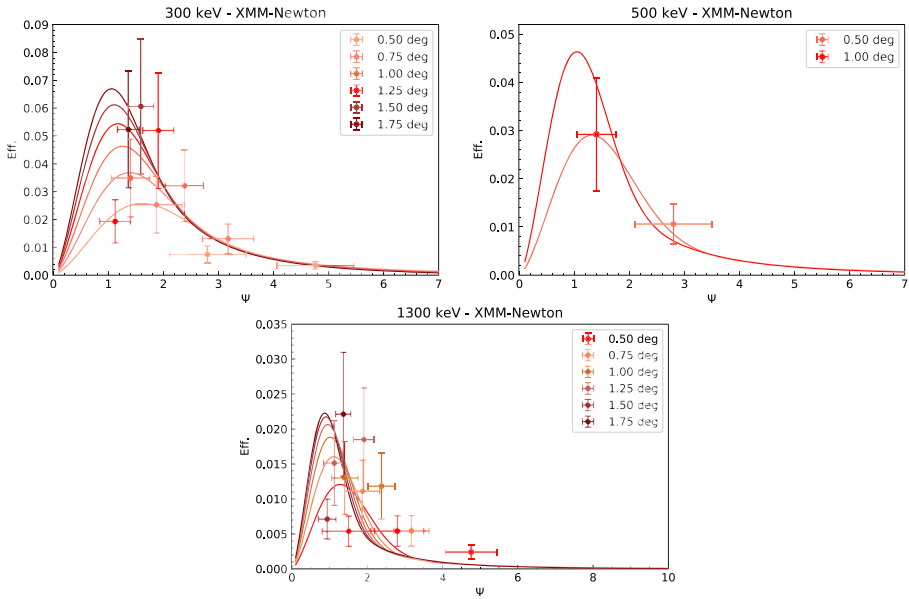 300 keV - XMM-Newton
0.09
0.08
0.07
0.06
0.05
0.04
0.03
0.02
0.01
0.00
Eff.
0 1 2 3 4 5 6 7
Ψ
0.50 deg
0.75 deg
1.00 deg
1.25 deg
1.50 deg
1.75 deg
500 keV - XMM-Newton
0.05
0.04
0.03
0.02
0.01
0.00
Eff.
0 1 2 3 4 5 6 7
Ψ
0.50 deg
1.00 deg
1300 keV - XMM-Newton
0.035
0.030
0.025
0.020
0.015
0.010
0.005
0.000
Eff.
0 2 4 6 8 10
Ψ
0.50 deg
0.75 deg
1.00 deg
1.25 deg
1.50 deg
1.75 deg